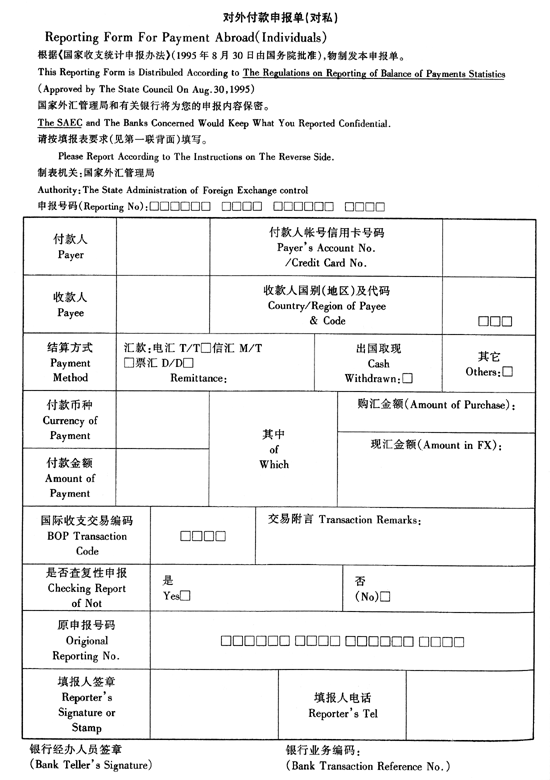 对外付款申报单(对私)
Reporting Form For Payment Abroad(Individuals)
根据《国家收支统计申报办法》(1995年8月30日由国务院批准),物制发本申报单。
This Reporting Form is Distributed According to The Regulations on Reporting of Balance of Payments Statistics
(Approved by The State Council On Aug.30,1995)
国家外汇管理局和有关银行将为您的申报内容保密。
The SAEC and The Banks Concerned Would Keep What You Reported Confidential.
请按填报表要求(见第一联背面)填写。
Please Report According to The Instructions on The Reverse Side.
制表机关:国家外汇管理局
Authority:The State Administration of Foreign Exchange control
申报号码(Reporting No):□□□□□□ □□□□ □□□□□□ □□□□
付款人
Payer
付款人帐号信用卡号码
Payer's Account No.
/Credit Card No.
收款人
Payee
收款人国别(地区)及代码
Country/Region of Payee
& Code
□□□
结算方式
Payment
Method
汇款:电汇 T/T□信汇 M/T
□票汇 D/D□
Remittance:
出国取现
Cash
Withdrawn:□
其它
Others:□
付款币种
Currency of
Payment
其中
of
Which
购汇金额(Amount of Purchase):
现汇金额(Amount in FX):
付款金额
Amount of
Payment
国际收支交易编码
BOP Transaction
Code
□□□□
交易附言 Transaction Remarks:
是否查复性申报
Checking Report
of Not
是
Yes□
否
(No)□
原申报号码
Origional
Reporting No.
□□□□□□ □□□□ □□□□□□ □□□□
填报人签章
Reporter's
Signature or
Stamp
填报人电话
Reporter's Tel
银行经办人员签章
(Bank Teller's Signature)
银行业务编码:
(Bank Transaction Reference No.)